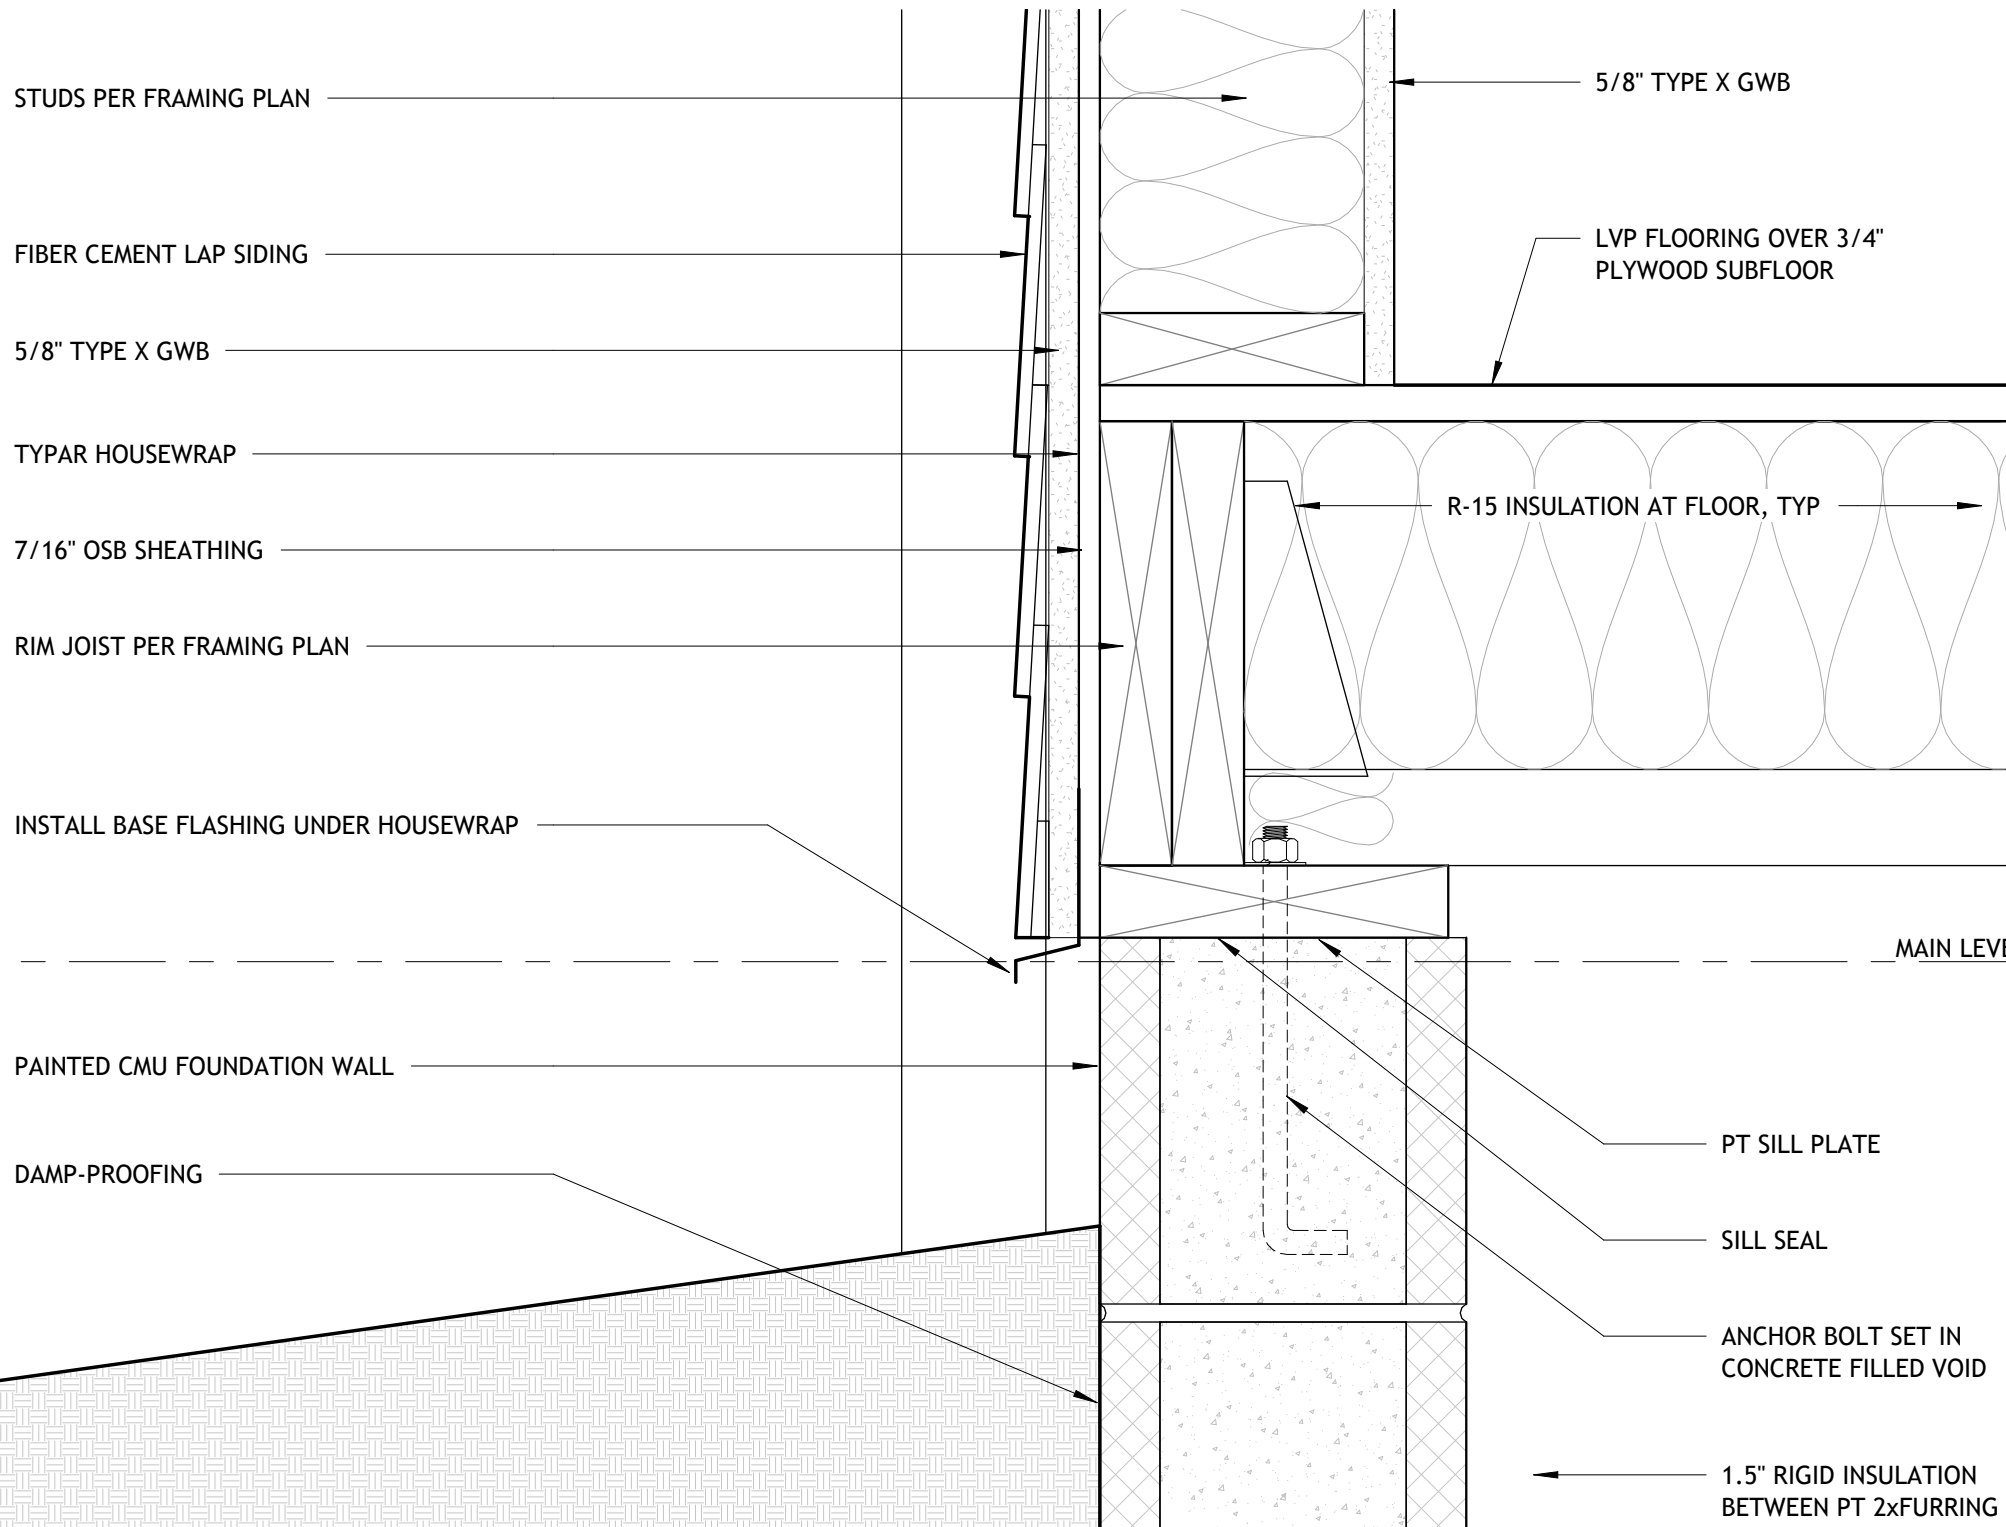 STUDS PER FRAMING PLAN
FIBER CEMENT LAP SIDING
5/8" TYPE X GWB
TYPAR HOUSEWRAP
7/16" OSB SHEATHING
RIM JOIST PER FRAMING PLAN
INSTALL BASE FLASHING UNDER HOUSEWRAP
PAINTED CMU FOUNDATION WALL
DAMP-PROOFING
5/8" TYPE X GWB
LVP FLOORING OVER 3/4"
PLYWOOD SUBFLOOR
R-15 INSULATION AT FLOOR, TYP
MAIN LEVE
PT SILL PLATE
SILL SEAL
ANCHOR BOLT SET IN
CONCRETE FILLED VOID
1.5" RIGID INSULATION
BETWEEN PT 2xFURRING